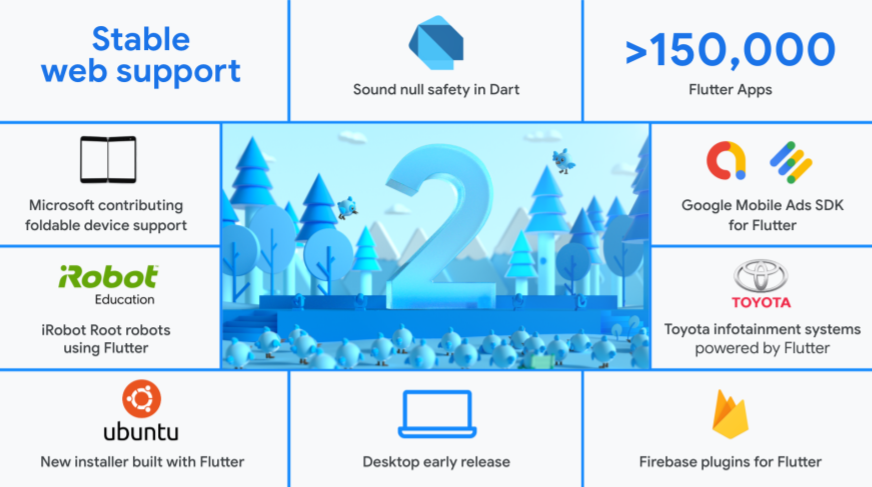 Stable
web support
Sound null safety in Dart
>150,000
Flutter Apps
Microsoft contributing
foldable device support
2
Google Mobile Ads SDK
for Flutter
iRobot
Education
iRobot Root robots
using Flutter
TOYOTA
Toyota infotainment systems
powered by Flutter
ubuntu
New installer built with Flutter
Desktop early release
Firebase plugins for Flutter